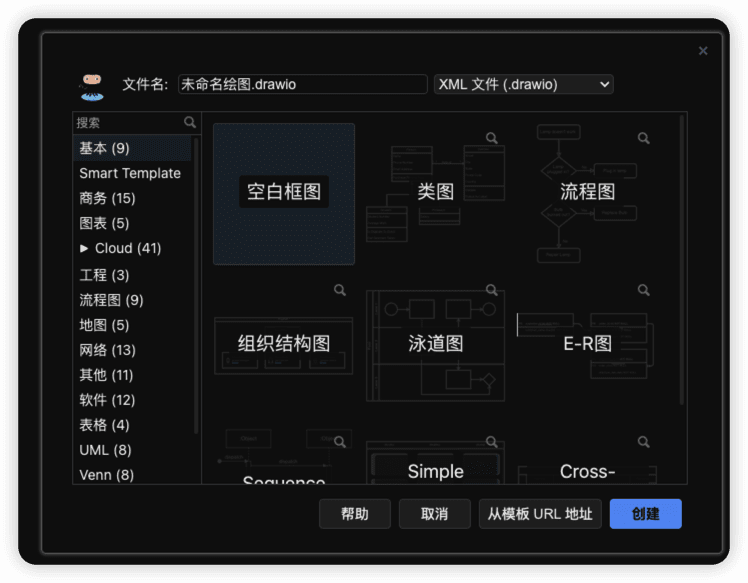 文件名: 未命名绘图.drawio XML 文件 (.drawio)
搜索
基本 (9)
Smart Template
商务 (15)
图表 (5)
Cloud (41)
工程 (3)
流程图 (9)
地图 (5)
网络 (13)
其他 (11)
软件 (12)
表格 (4)
UML (8)
Venn (8)
空白框图
类图
流程图
组织结构图
泳道图
E-R图
Sequence
Simple
Cross-
帮助
取消
从模板 URL 地址
创建